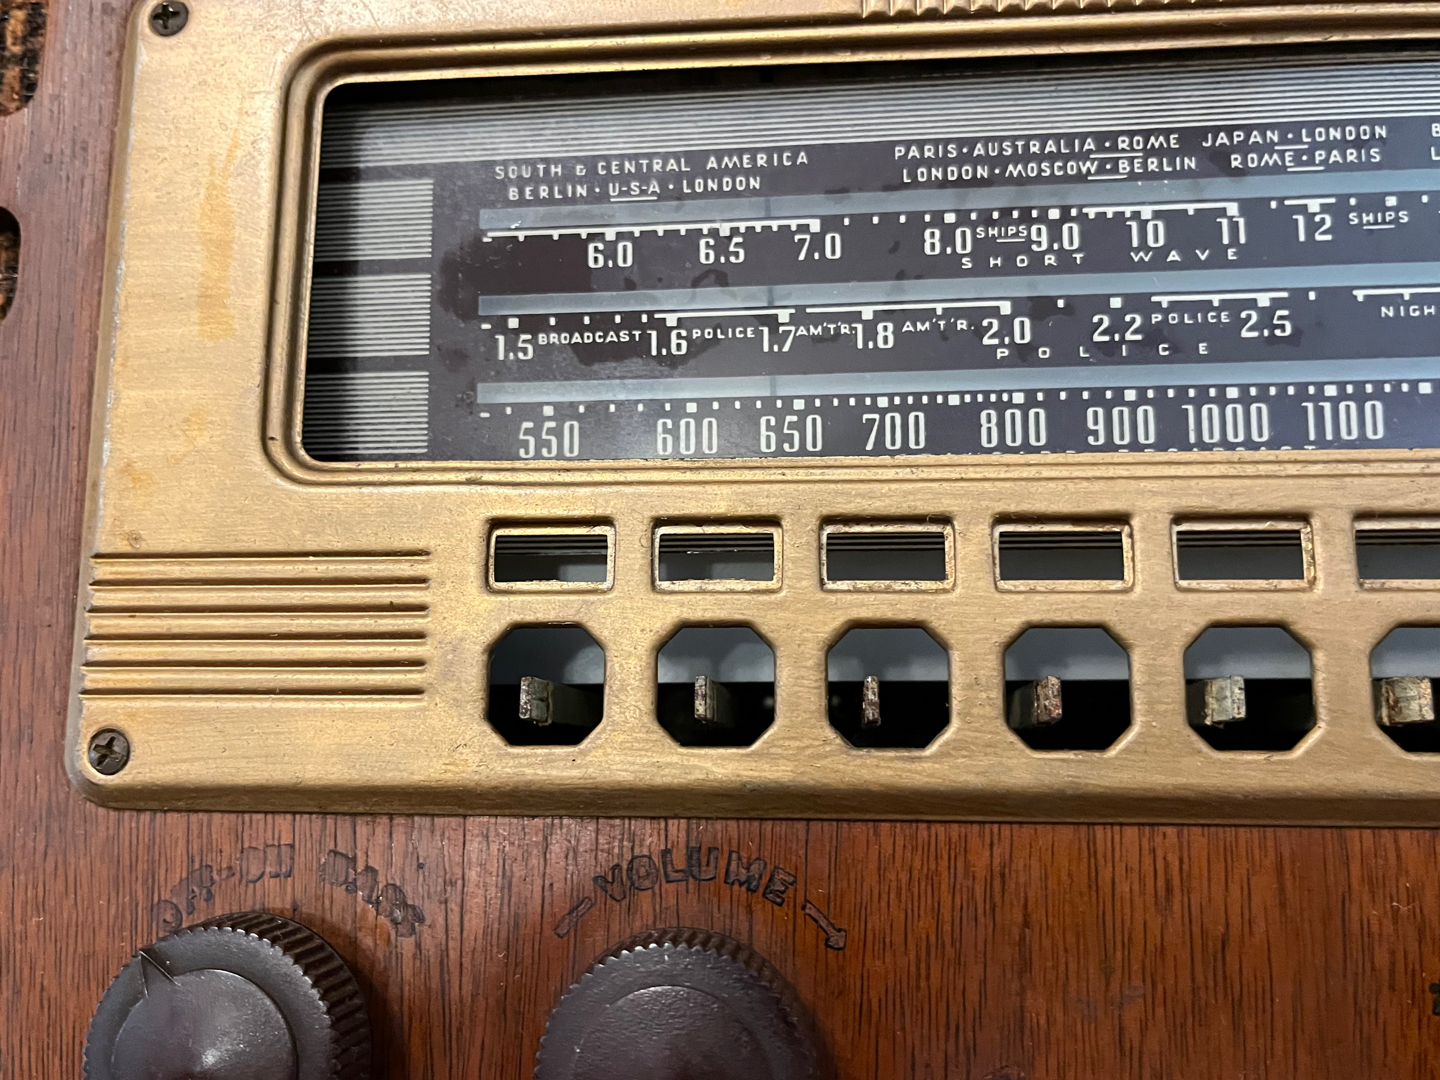 SOUTH & CENTRAL AMERICA
BERLIN · U-S-A · LONDON
PARIS · AUSTRALIA · ROME
LONDON · MOSCOW · BERLIN
JAPAN · LONDON
ROME · PARIS
6.0 6.5 7.0 8.0 SHIPS 9.0 10 11 12 SHIPS
SHORT WAVE
1.5 BROADCAST 1.6 POLICE 1.7 AM'T'R. 1.8 AM'T'R. 2.0 2.2 POLICE 2.5 NIGH
POLICE
550 600 650 700 800 900 1000 1100
OFF-ON BASS
VOLUME